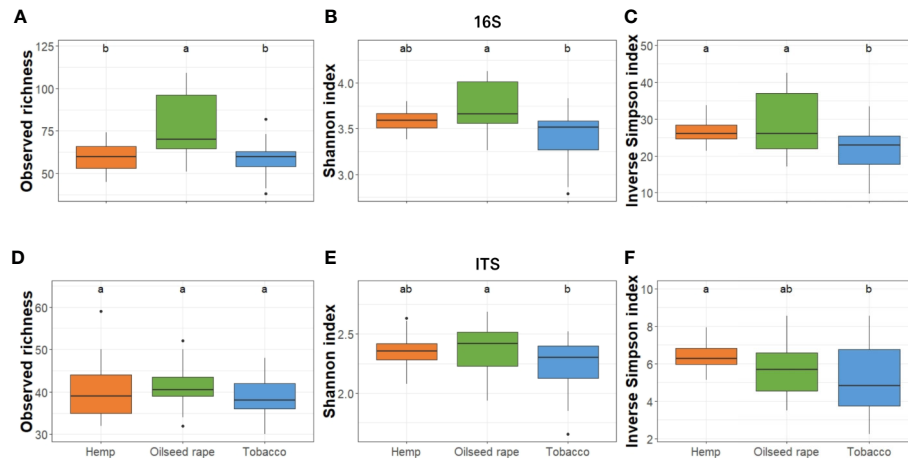 A
B
16S
C
Observed richness
125
100
75
50
b
a
b
Shannon index
4.0
3.5
3.0
ab
a
b
Inverse Simpson index
50
40
30
20
10
a
a
b
D
E
ITS
F
Observed richness
60
50
40
30
a
a
a
Shannon index
2.5
2.0
ab
a
b
Inverse Simpson index
10
8
6
4
2
a
ab
b
Hemp
Oilseed rape
Tobacco
Hemp
Oilseed rape
Tobacco
Hemp
Oilseed rape
Tobacco